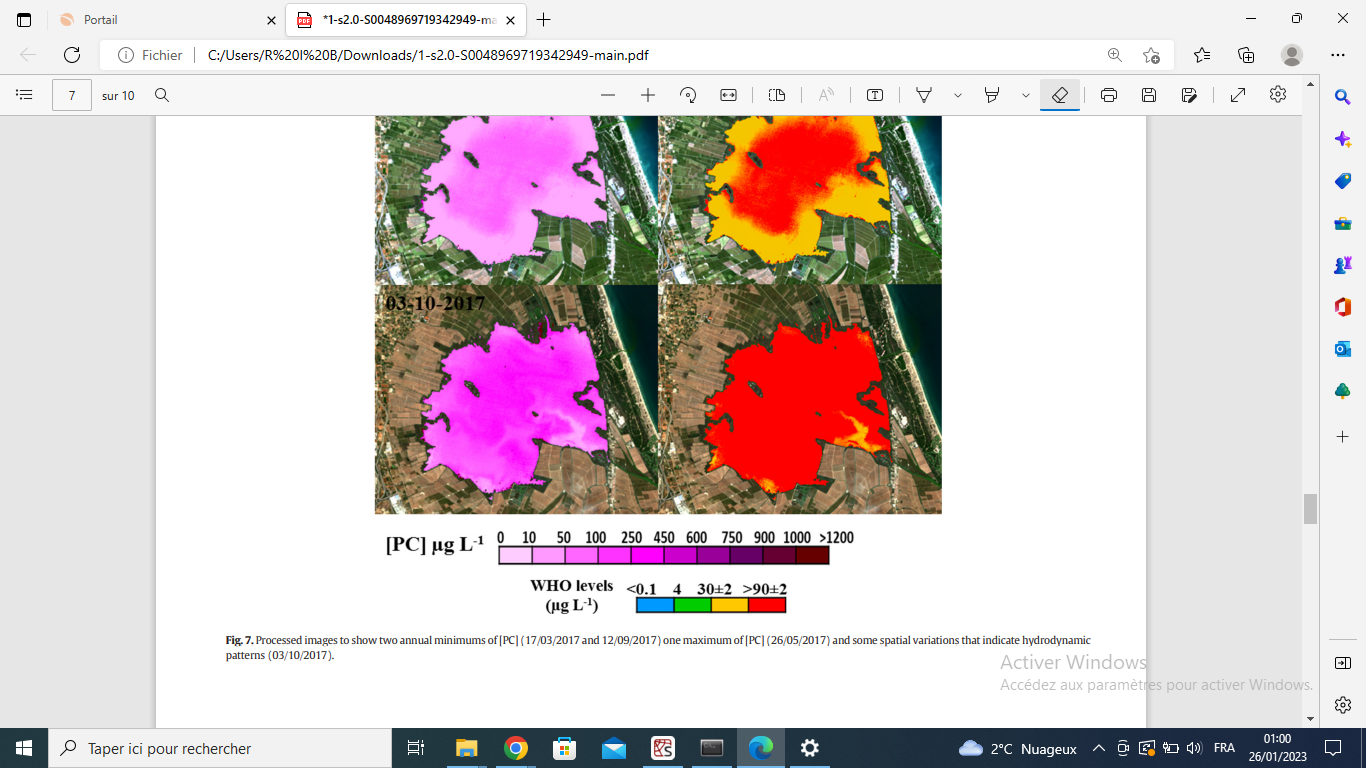 Portail
*1-s2.0-S0048969719342949-ma
Fichier
C:/Users/R%20I%20B/Downloads/1-s2.0-S0048969719342949-main.pdf
7 sur 10
03-10-2017
[PC] µg L-1 0 10 50 100 250 450 600 750 900 1000 >1200
WHO levels <0.1 4 30±2 >90±2
(µg L-1)
Fig. 7. Processed images to show two annual minimums of [PC] (17/03/2017 and 12/09/2017) one maximum of [PC] (26/05/2017) and some spatial variations that indicate hydrodynamic
patterns (03/10/2017).
Activer Windows
Accédez aux paramètres pour activer Windows.
Taper ici pour rechercher
2°C Nuageux
FRA
01:00
26/01/2023